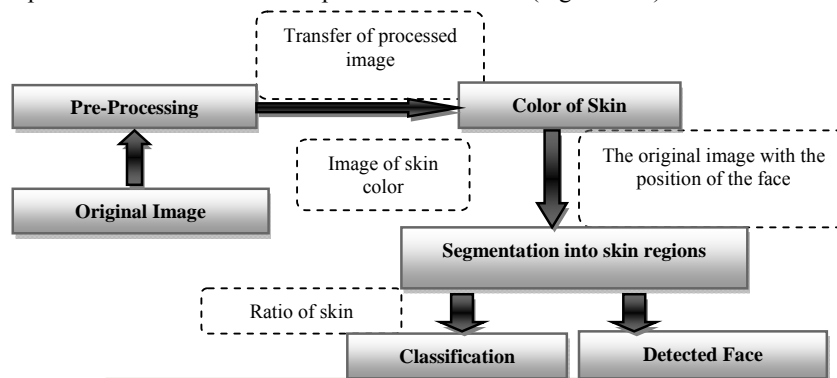 Transfer of processed
image
Pre-Processing
Color of Skin
Image of skin
color
The original image with the
position of the face
Original Image
Segmentation into skin regions
Ratio of skin
Classification
Detected Face